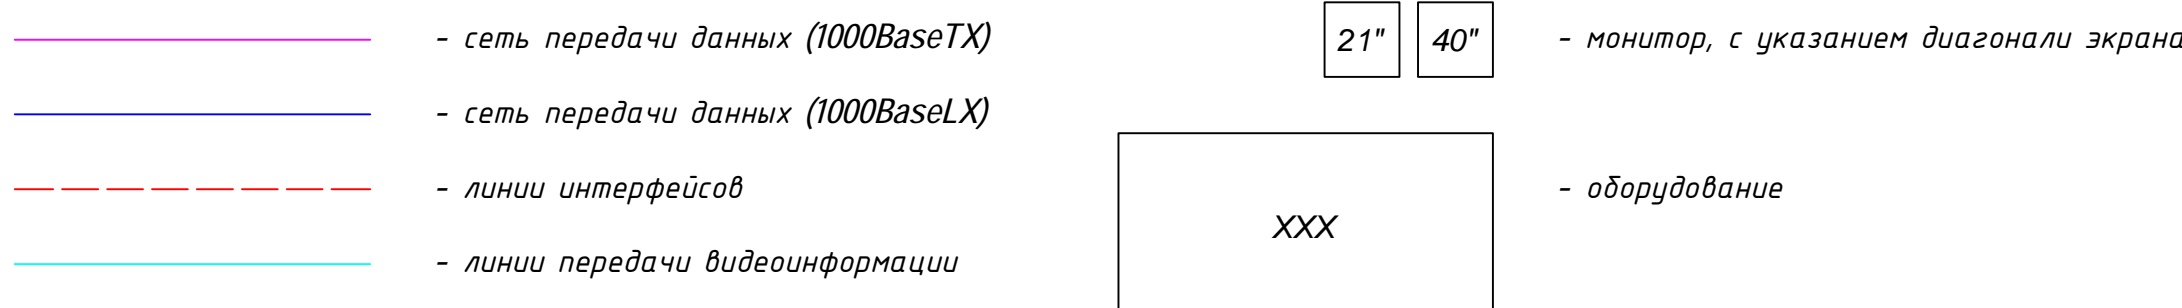 - сеть передачи данных (1000BaseTX)
- сеть передачи данных (1000BaseLX)
- линии интерфейсов
- линии передачи видеоинформации
21" 40" - монитор, с указанием диагонали экрана
XXX - оборудование